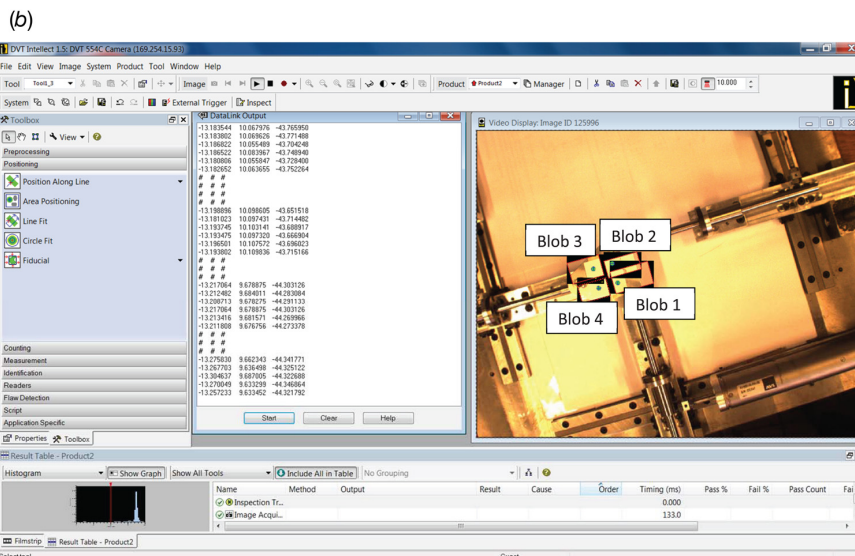 (b)
DVT Intellect 1.5: DVT 554C Camera (169.254.15.93)
File Edit View Image System Product Tool Window Help
Tool Tool1_3 Image Product Product2 Manager 10.000
System External Trigger Inspect
Toolbox
View
Preprocessing
Positioning
Position Along Line
Area Positioning
Line Fit
Circle Fit
Fiducial
Counting
Measurement
Identification
Readers
Flaw Detection
Script
Application Specific
Properties Toolbox
DataLink Output
-13.183544 10.067976 -43.765958
-13.183802 10.069626 -43.771488
-13.186822 10.055489 -43.704248
-13.186522 10.083967 -43.748940
-13.180806 10.055847 -43.728400
-13.182652 10.063655 -43.752264
# # #
# # #
# # #
-13.198896 10.098605 -43.651518
-13.181023 10.097431 -43.714482
-13.193745 10.103141 -43.688917
-13.193475 10.097320 -43.666904
-13.196501 10.107572 -43.696023
-13.193802 10.109836 -43.715166
# # #
# # #
# # #
-13.217064 9.678875 -44.303126
-13.212482 9.684011 -44.283084
-13.208713 9.678275 -44.291133
-13.217064 9.678875 -44.303126
-13.213416 9.681571 -44.269966
-13.211808 9.676756 -44.273378
# # #
# # #
# # #
-13.275830 9.662343 -44.341771
-13.267703 9.636498 -44.325122
-13.304637 9.687005 -44.322688
-13.270049 9.633299 -44.346864
-13.257233 9.633452 -44.321792
Start Clear Help
Video Display: Image ID 125996
Blob 3
Blob 2
Blob 4
Blob 1
Result Table - Product2
Histogram Show Graph Show All Tools Include All in Table No Grouping
Name Method Output Result Cause Order Timing (ms) Pass % Fail % Pass Count Fai
Inspection Tr... 0.000
Image Acqui... 133.0
Filmstrip Result Table - Product2